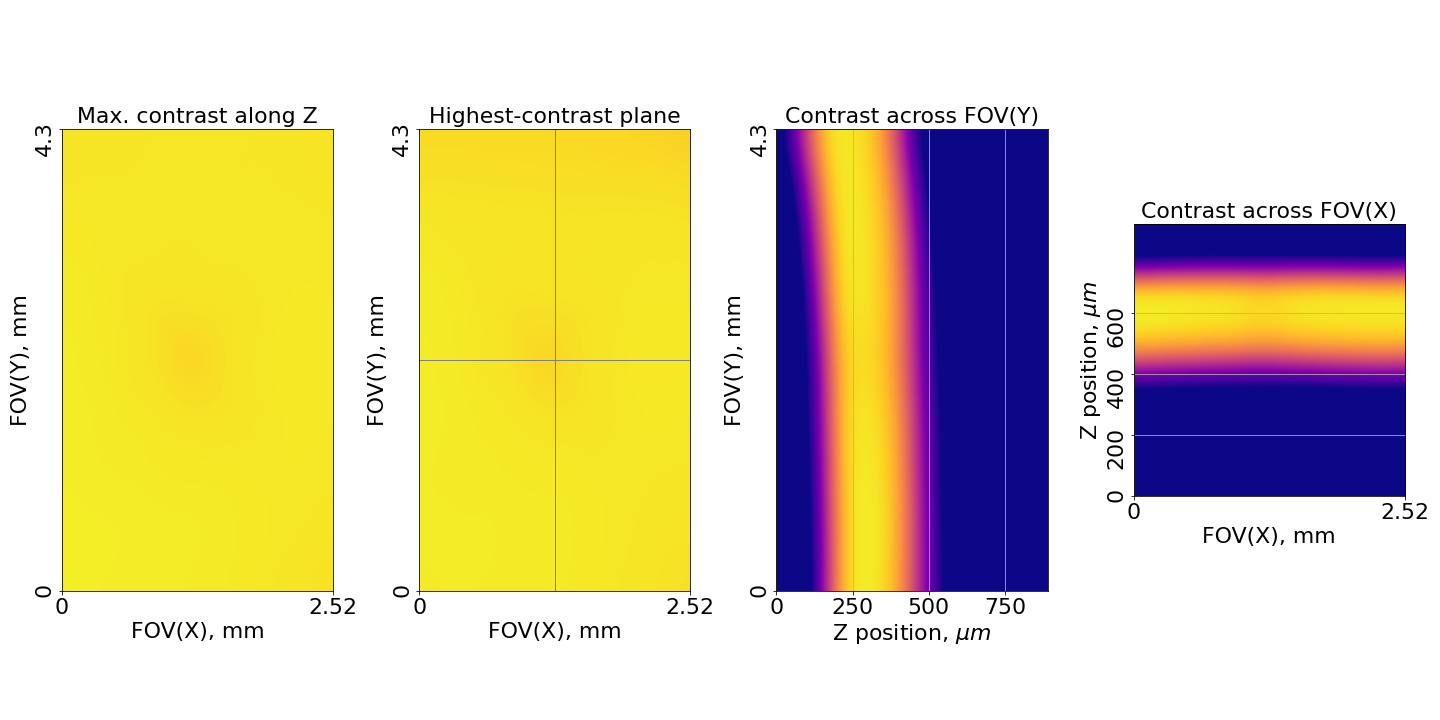 Max. contrast along Z
4.3
FOV(Y), mm
0
0
2.52
FOV(X), mm
Highest-contrast plane
4.3
FOV(Y), mm
0
0
2.52
FOV(X), mm
Contrast across FOV(Y)
4.3
FOV(Y), mm
0
0
250
500
750
Z position, μm
Contrast across FOV(X)
600
400
200
0
Z position, μm
0
2.52
FOV(X), mm